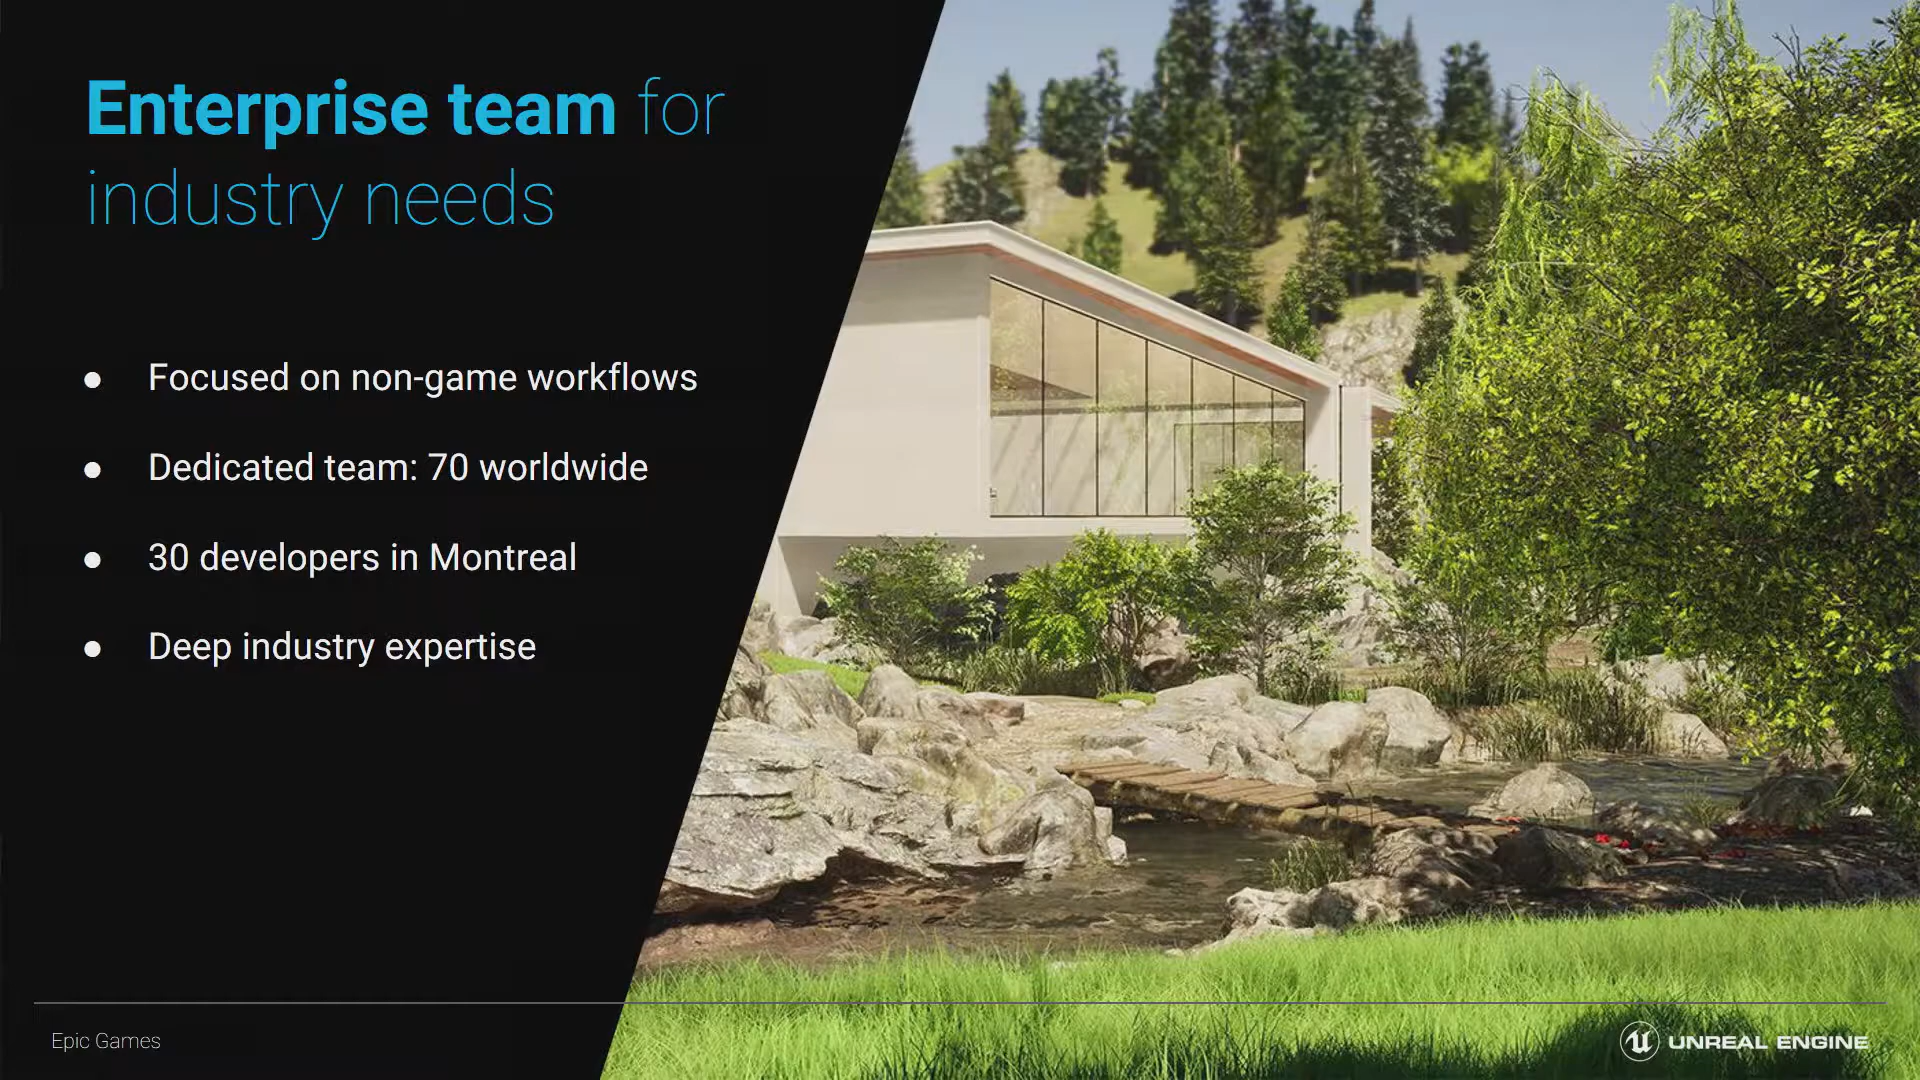 Enterprise team for
industry needs
● Focused on non-game workflows
● Dedicated team: 70 worldwide
● 30 developers in Montreal
● Deep industry expertise
Epic Games
UNREAL ENGINE